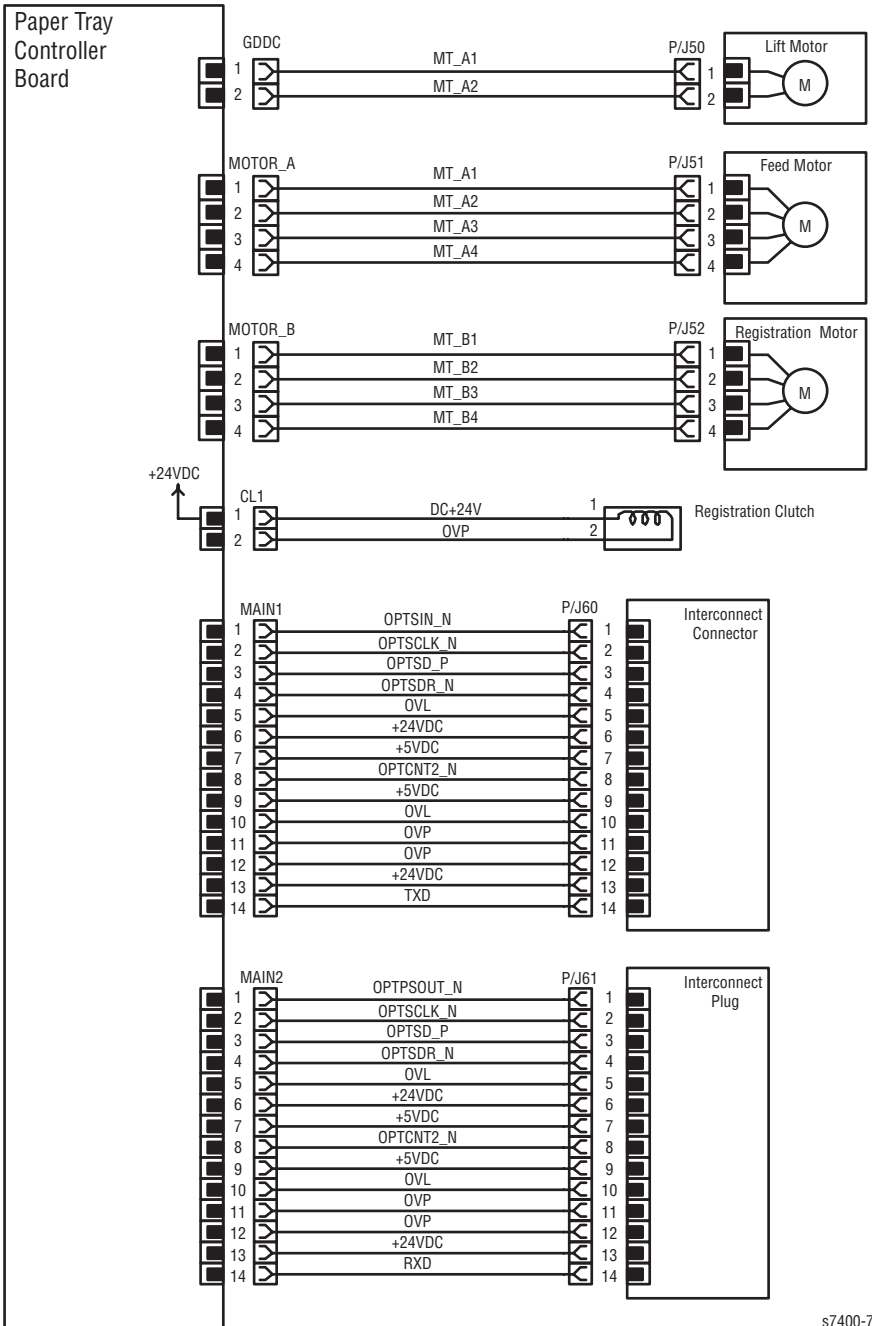 Paper Tray
Controller
Board
GDDC
P/J50
Lift Motor
1 MT_A1 1
2 MT_A2 2
M
MOTOR_A
P/J51
Feed Motor
1 MT_A1 1
2 MT_A2 2
3 MT_A3 3
4 MT_A4 4
M
MOTOR_B
P/J52
Registration Motor
1 MT_B1 1
2 MT_B2 2
3 MT_B3 3
4 MT_B4 4
M
+24VDC
CL1
1 DC+24V 1
2 OVP 2
Registration Clutch
MAIN1
P/J60
Interconnect
Connector
1 OPTSIN_N 1
2 OPTSCLK_N 2
3 OPTSD_P 3
4 OPTSDR_N 4
5 OVL 5
6 +24VDC 6
7 +5VDC 7
8 OPTCNT2_N 8
9 +5VDC 9
10 OVL 10
11 OVP 11
12 OVP 12
13 +24VDC 13
14 TXD 14
MAIN2
P/J61
Interconnect
Plug
1 OPTPSOUT_N 1
2 OPTSCLK_N 2
3 OPTSD_P 3
4 OPTSDR_N 4
5 OVL 5
6 +24VDC 6
7 +5VDC 7
8 OPTCNT2_N 8
9 +5VDC 9
10 OVL 10
11 OVP 11
12 OVP 12
13 +24VDC 13
14 RXD 14